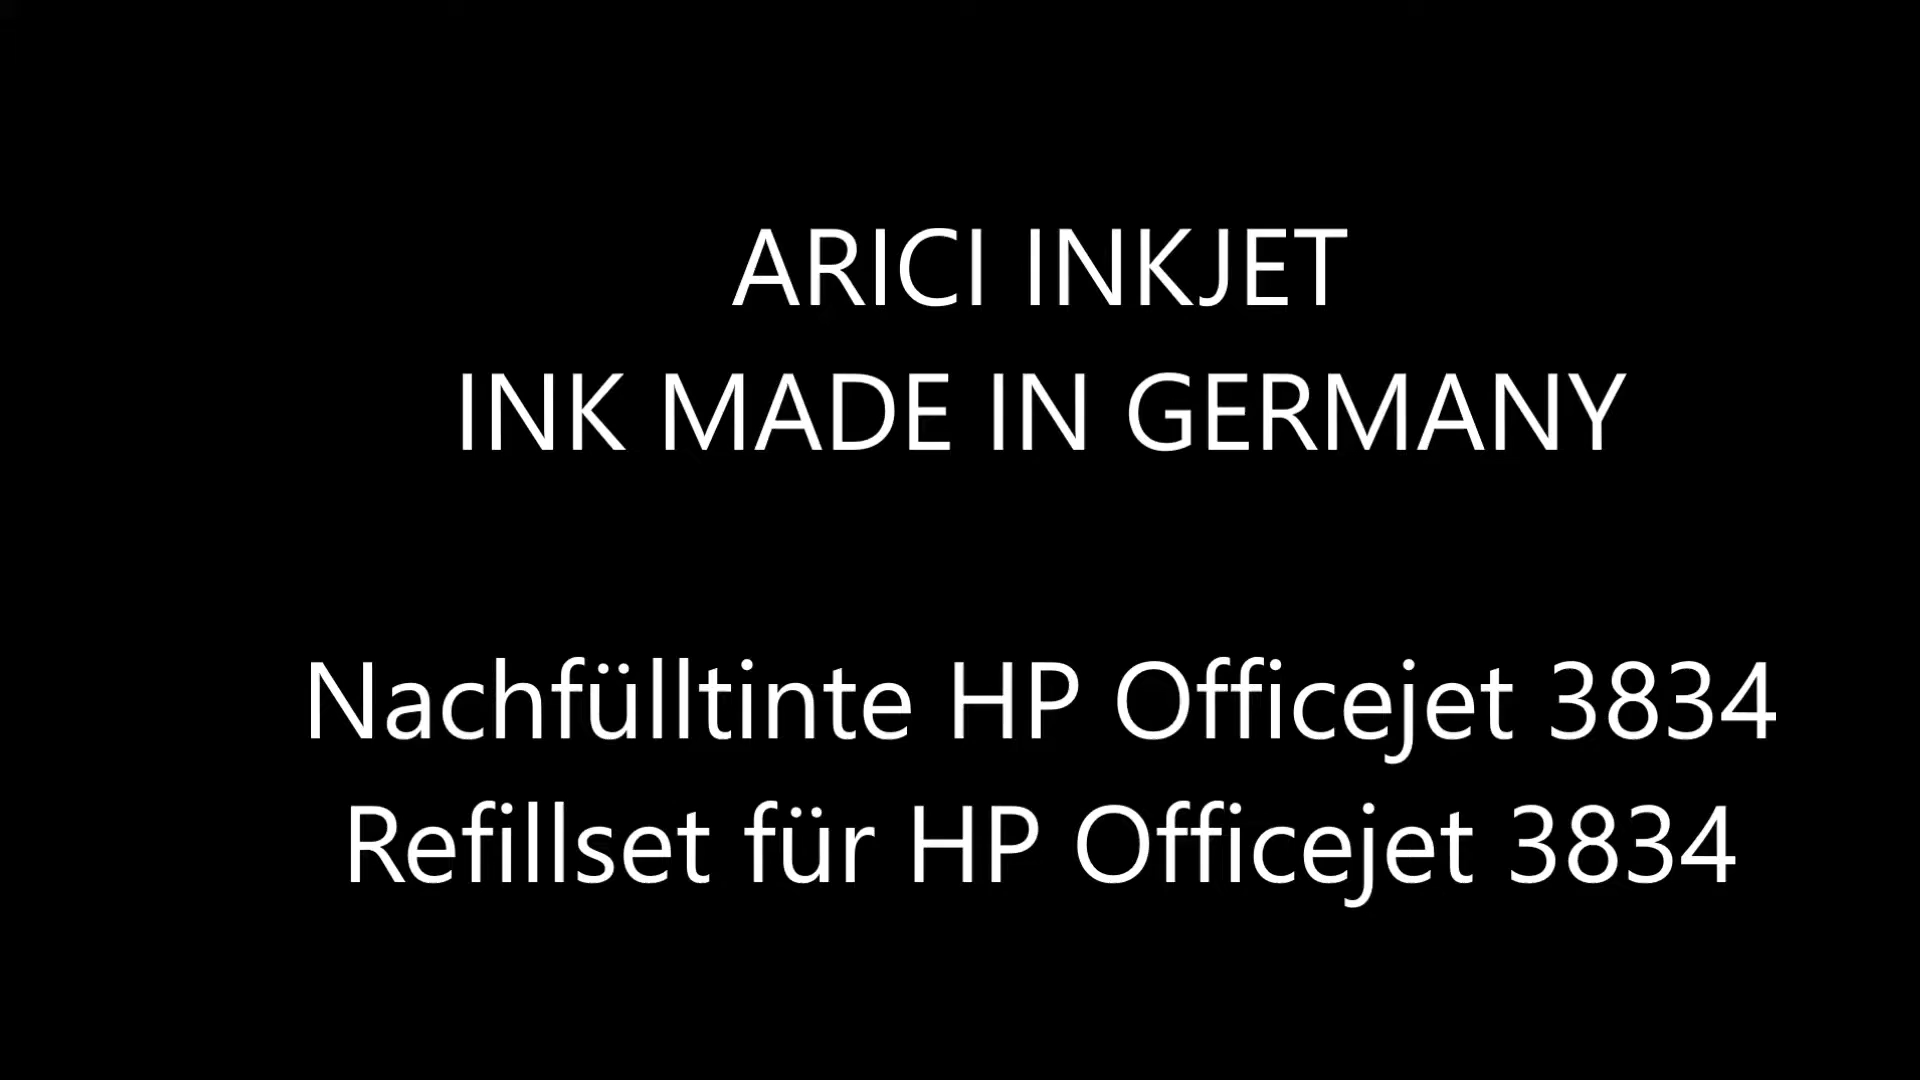 ARICI INKJET
INK MADE IN GERMANY
Nachfülltinte HP Officejet 3834
Refillset für HP Officejet 3834